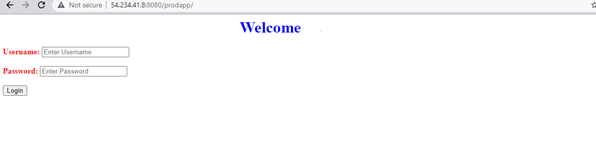 Not secure | 54.234.41.8:8080/prodapp/
Welcome
Username: Enter Username
Password: Enter Password
Login